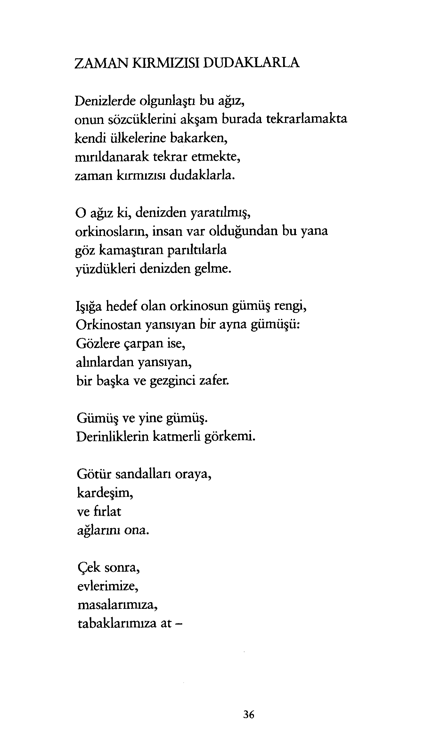 ZAMAN KIRMIZISI DUDAKLARLA
Denizlerde olgunlaştı bu ağız,
onun sözcüklerini akşam burada tekrarlamakta
kendi ülkelerine bakarken,
mırıldanarak tekrar etmekte,
zaman kırmızısı dudaklarla.
O ağız ki, denizden yaratılmış,
orkinosların, insan var olduğundan bu yana
göz kamaştıran parıltılarla
yüzdükleri denizden gelme.
Işığa hedef olan orkinosun gümüş rengi,
Orkinostan yansıyan bir ayna gümüşü:
Gözlere çarpan ise,
alınlardan yansıyan,
bir başka ve gezginci zafer.
Gümüş ve yine gümüş.
Derinliklerin katmerli görkemi.
Götür sandalları oraya,
kardeşim,
ve fırlat
ağlarını ona.
Çek sonra,
evlerimize,
masalarımıza,
tabaklarımıza at –
36